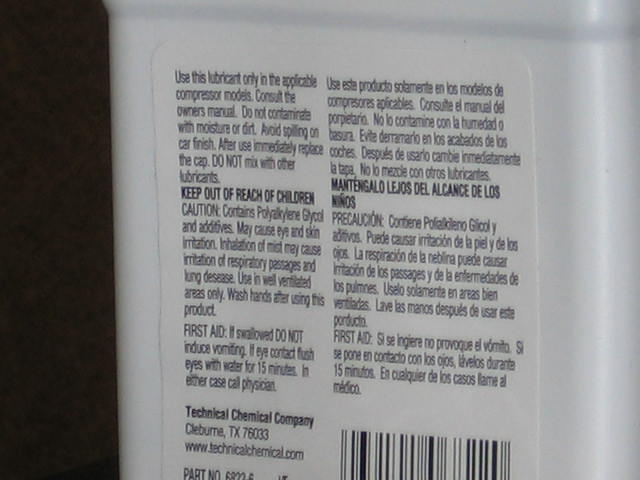 Use this lubricant only in the applicable
compressor models. Consult the
owners manual. Do not contaminate
with moisture or dirt. Avoid spilling on
car finish. After use immediately replace
the cap. DO NOT mix with other
lubricants.
KEEP OUT OF REACH OF CHILDREN
CAUTION: Contains Polyalkylene Glycol
and additives. May cause eye and skin
irritation. Inhalation of mist may cause
irritation of respiratory passages and
lung desease. Use in well ventilated
areas only. Wash hands after using this
product.
FIRST AID: If swallowed DO NOT
induce vomiting. If eye contact flush
eyes with water for 15 minutes. In
either case call physician.
Technical Chemical Company
Cleburne, TX 76033
www.technicalchemical.com
PART NO. 6822-6
Use este producto solamente en los modelos de
compresores aplicables. Consulte el manual del
porpietario. No lo contamine con la humedad o
basura. Evite derramarlo en los acabados de los
coches. Después de usarlo cambie inmediatamente
la tapa. No lo mezcle con otros lubricantes.
MANTÉNGALO LEJOS DEL ALCANCE DE LOS
NIÑOS
PRECAUCIÓN: Contiene Polialkileno Glicol y
aditivos. Puede causar irritación de la piel y de los
ojos. La respiración de la neblina puede causar
irritación de los passages y de la enfermedades de
los pulmnes. Uselo solamente en areas bien
ventiladas. Lave las manos después de usar este
porducto.
FIRST AID: Si se ingiere no provoque el vómito. Si
se pone en contacto con los ojos, lávelos durante
15 minutos. En cualquier de los casos llame al
médico.